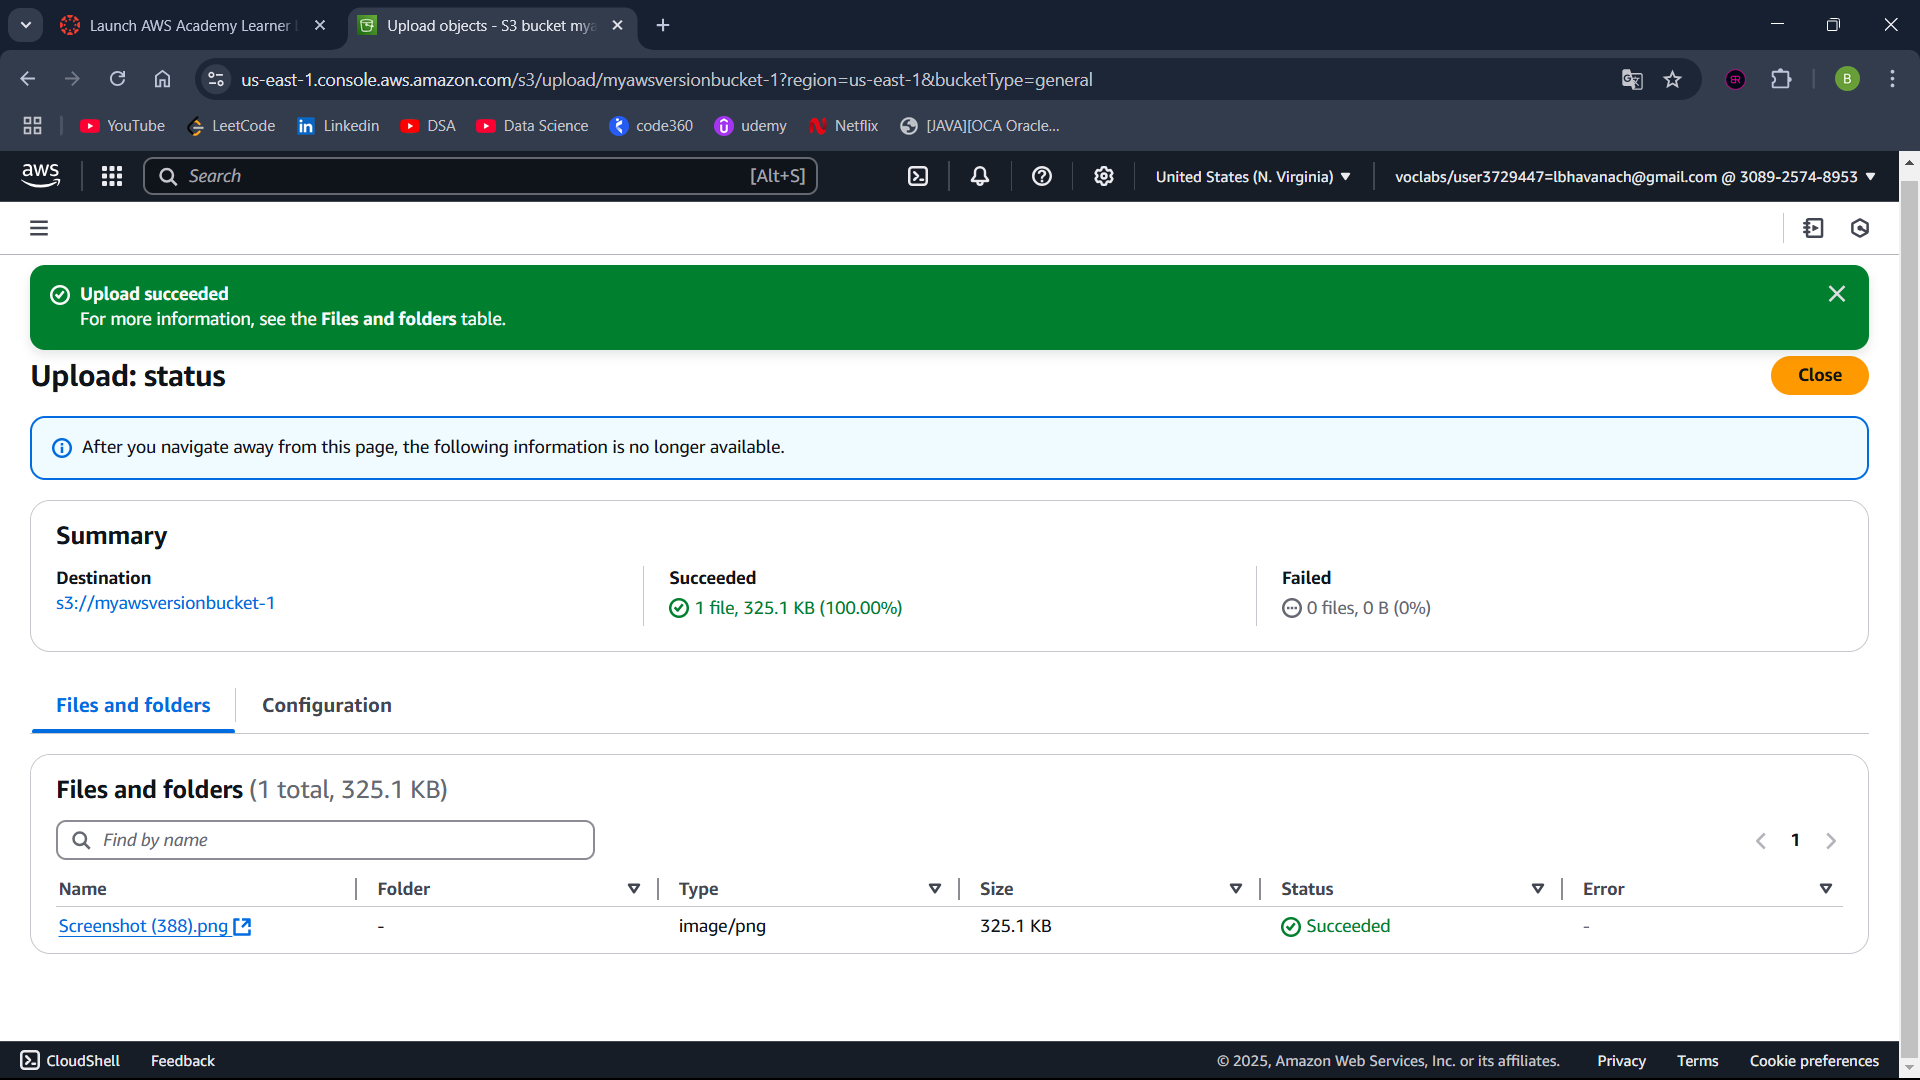 Launch AWS Academy Learner L
Upload objects - S3 bucket mya
us-east-1.console.aws.amazon.com/s3/upload/myawsversionbucket-1?region=us-east-1&bucketType=general
B
YouTube
LeetCode
Linkedin
DSA
Data Science
code360
udemy
Netflix
[JAVA][OCA Oracle...
aws
Search
[Alt+S]
United States (N. Virginia)
voclabs/user3729447=lbhavanach@gmail.com @ 3089-2574-8953
Upload succeeded
For more information, see the Files and folders table.
Upload: status
Close
After you navigate away from this page, the following information is no longer available.
Summary
Destination
s3://myawsversionbucket-1
Succeeded
1 file, 325.1 KB (100.00%)
Failed
0 files, 0 B (0%)
Files and folders
Configuration
Files and folders (1 total, 325.1 KB)
Find by name
1
Name Folder Type Size Status Error
Screenshot (388).png - image/png 325.1 KB Succeeded -
CloudShell
Feedback
© 2025, Amazon Web Services, Inc. or its affiliates.
Privacy
Terms
Cookie preferences